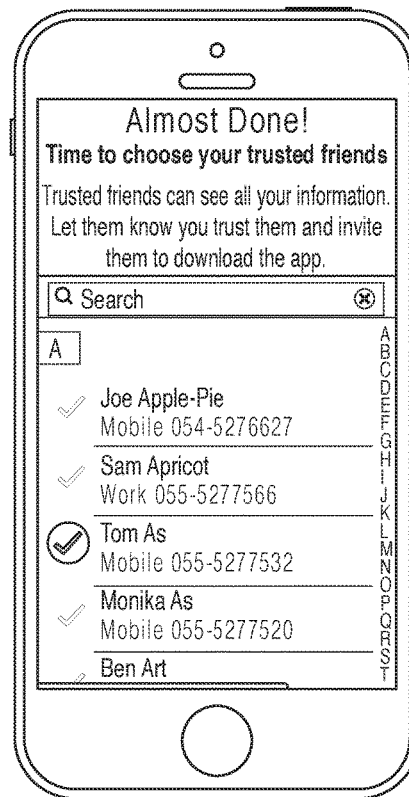 Almost Done!
Time to choose your trusted friends
Trusted friends can see all your information.
Let them know you trust them and invite
them to download the app.
Search
A
Joe Apple-Pie
Mobile 054-5276627
Sam Apricot
Work 055-5277566
Tom As
Mobile 055-5277532
Monika As
Mobile 055-5277520
Ben Art
A
B
C
D
E
F
G
H
I
J
K
L
M
N
O
P
Q
R
S
T